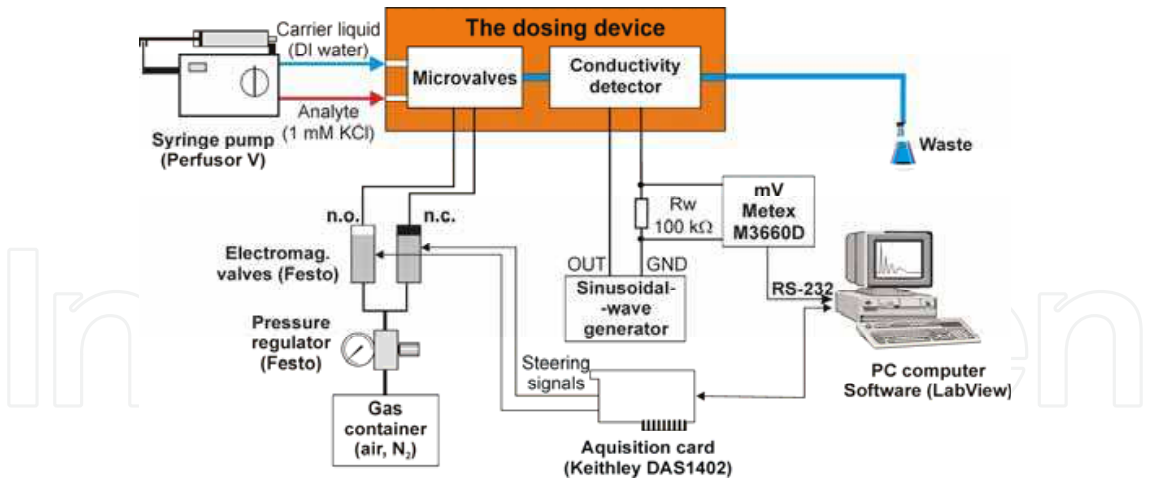 The dosing device
Carrier liquid
(DI water)
Microvalves
Conductivity
detector
Analyte
(1 mM KCl)
Syringe pump
(Perfusor V)
Waste
n.o.
n.c.
Rw
100 kΩ
mV
Metex
M3660D
Electromag.
valves (Festo)
OUT
GND
Sinusoidal-
-wave
generator
RS-232
Pressure
regulator
(Festo)
Steering
signals
PC computer
Software (LabView)
Gas
container
(air, N₂)
Aquisition card
(Keithley DAS1402)